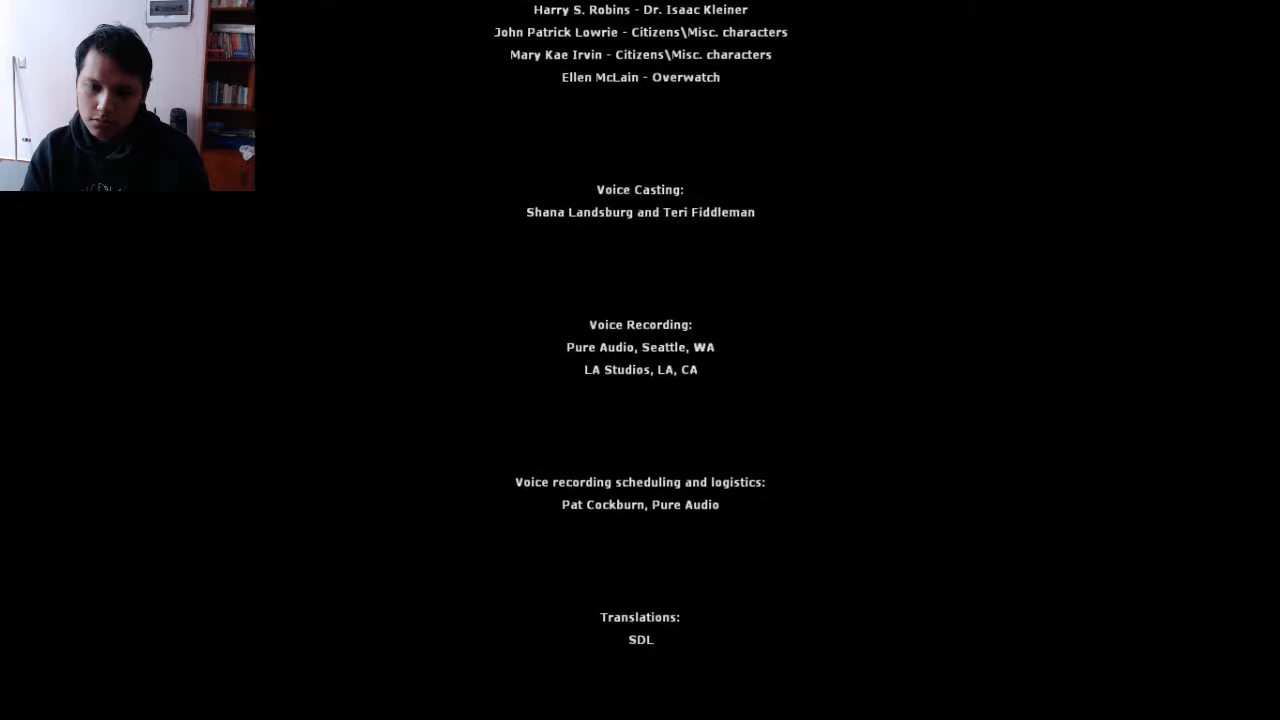 Harry S. Robins - Dr. Isaac Kleiner
John Patrick Lowrie - Citizens\Misc. characters
Mary Kae Irvin - Citizens\Misc. characters
Ellen McLain - Overwatch
Voice Casting:
Shana Landsburg and Teri Fiddleman
Voice Recording:
Pure Audio, Seattle, WA
LA Studios, LA, CA
Voice recording scheduling and logistics:
Pat Cockburn, Pure Audio
Translations:
SDL